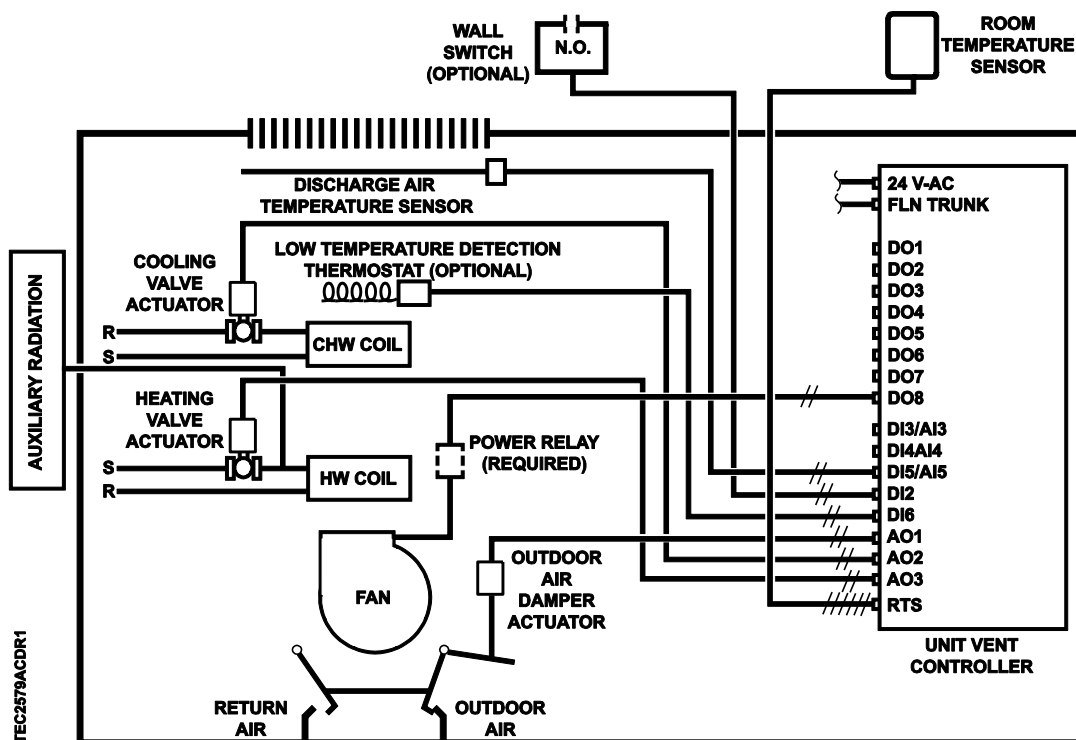 WALL
SWITCH
(OPTIONAL)
N.O.
ROOM
TEMPERATURE
SENSOR
DISCHARGE AIR
TEMPERATURE SENSOR
24 V-AC
FLN TRUNK
LOW TEMPERATURE DETECTION
THERMOSTAT (OPTIONAL)
COOLING
VALVE
ACTUATOR
R
S
CHW COIL
AUXILIARY RADIATION
HEATING
VALVE
ACTUATOR
S
R
HW COIL
POWER RELAY
(REQUIRED)
DO1
DO2
DO3
DO4
DO5
DO6
DO7
DO8
DI3/AI3
DI4AI4
DI5/AI5
DI2
DI6
AO1
AO2
AO3
RTS
UNIT VENT
CONTROLLER
FAN
OUTDOOR
AIR
DAMPER
ACTUATOR
RETURN
AIR
OUTDOOR
AIR
TEC2579ACDR1